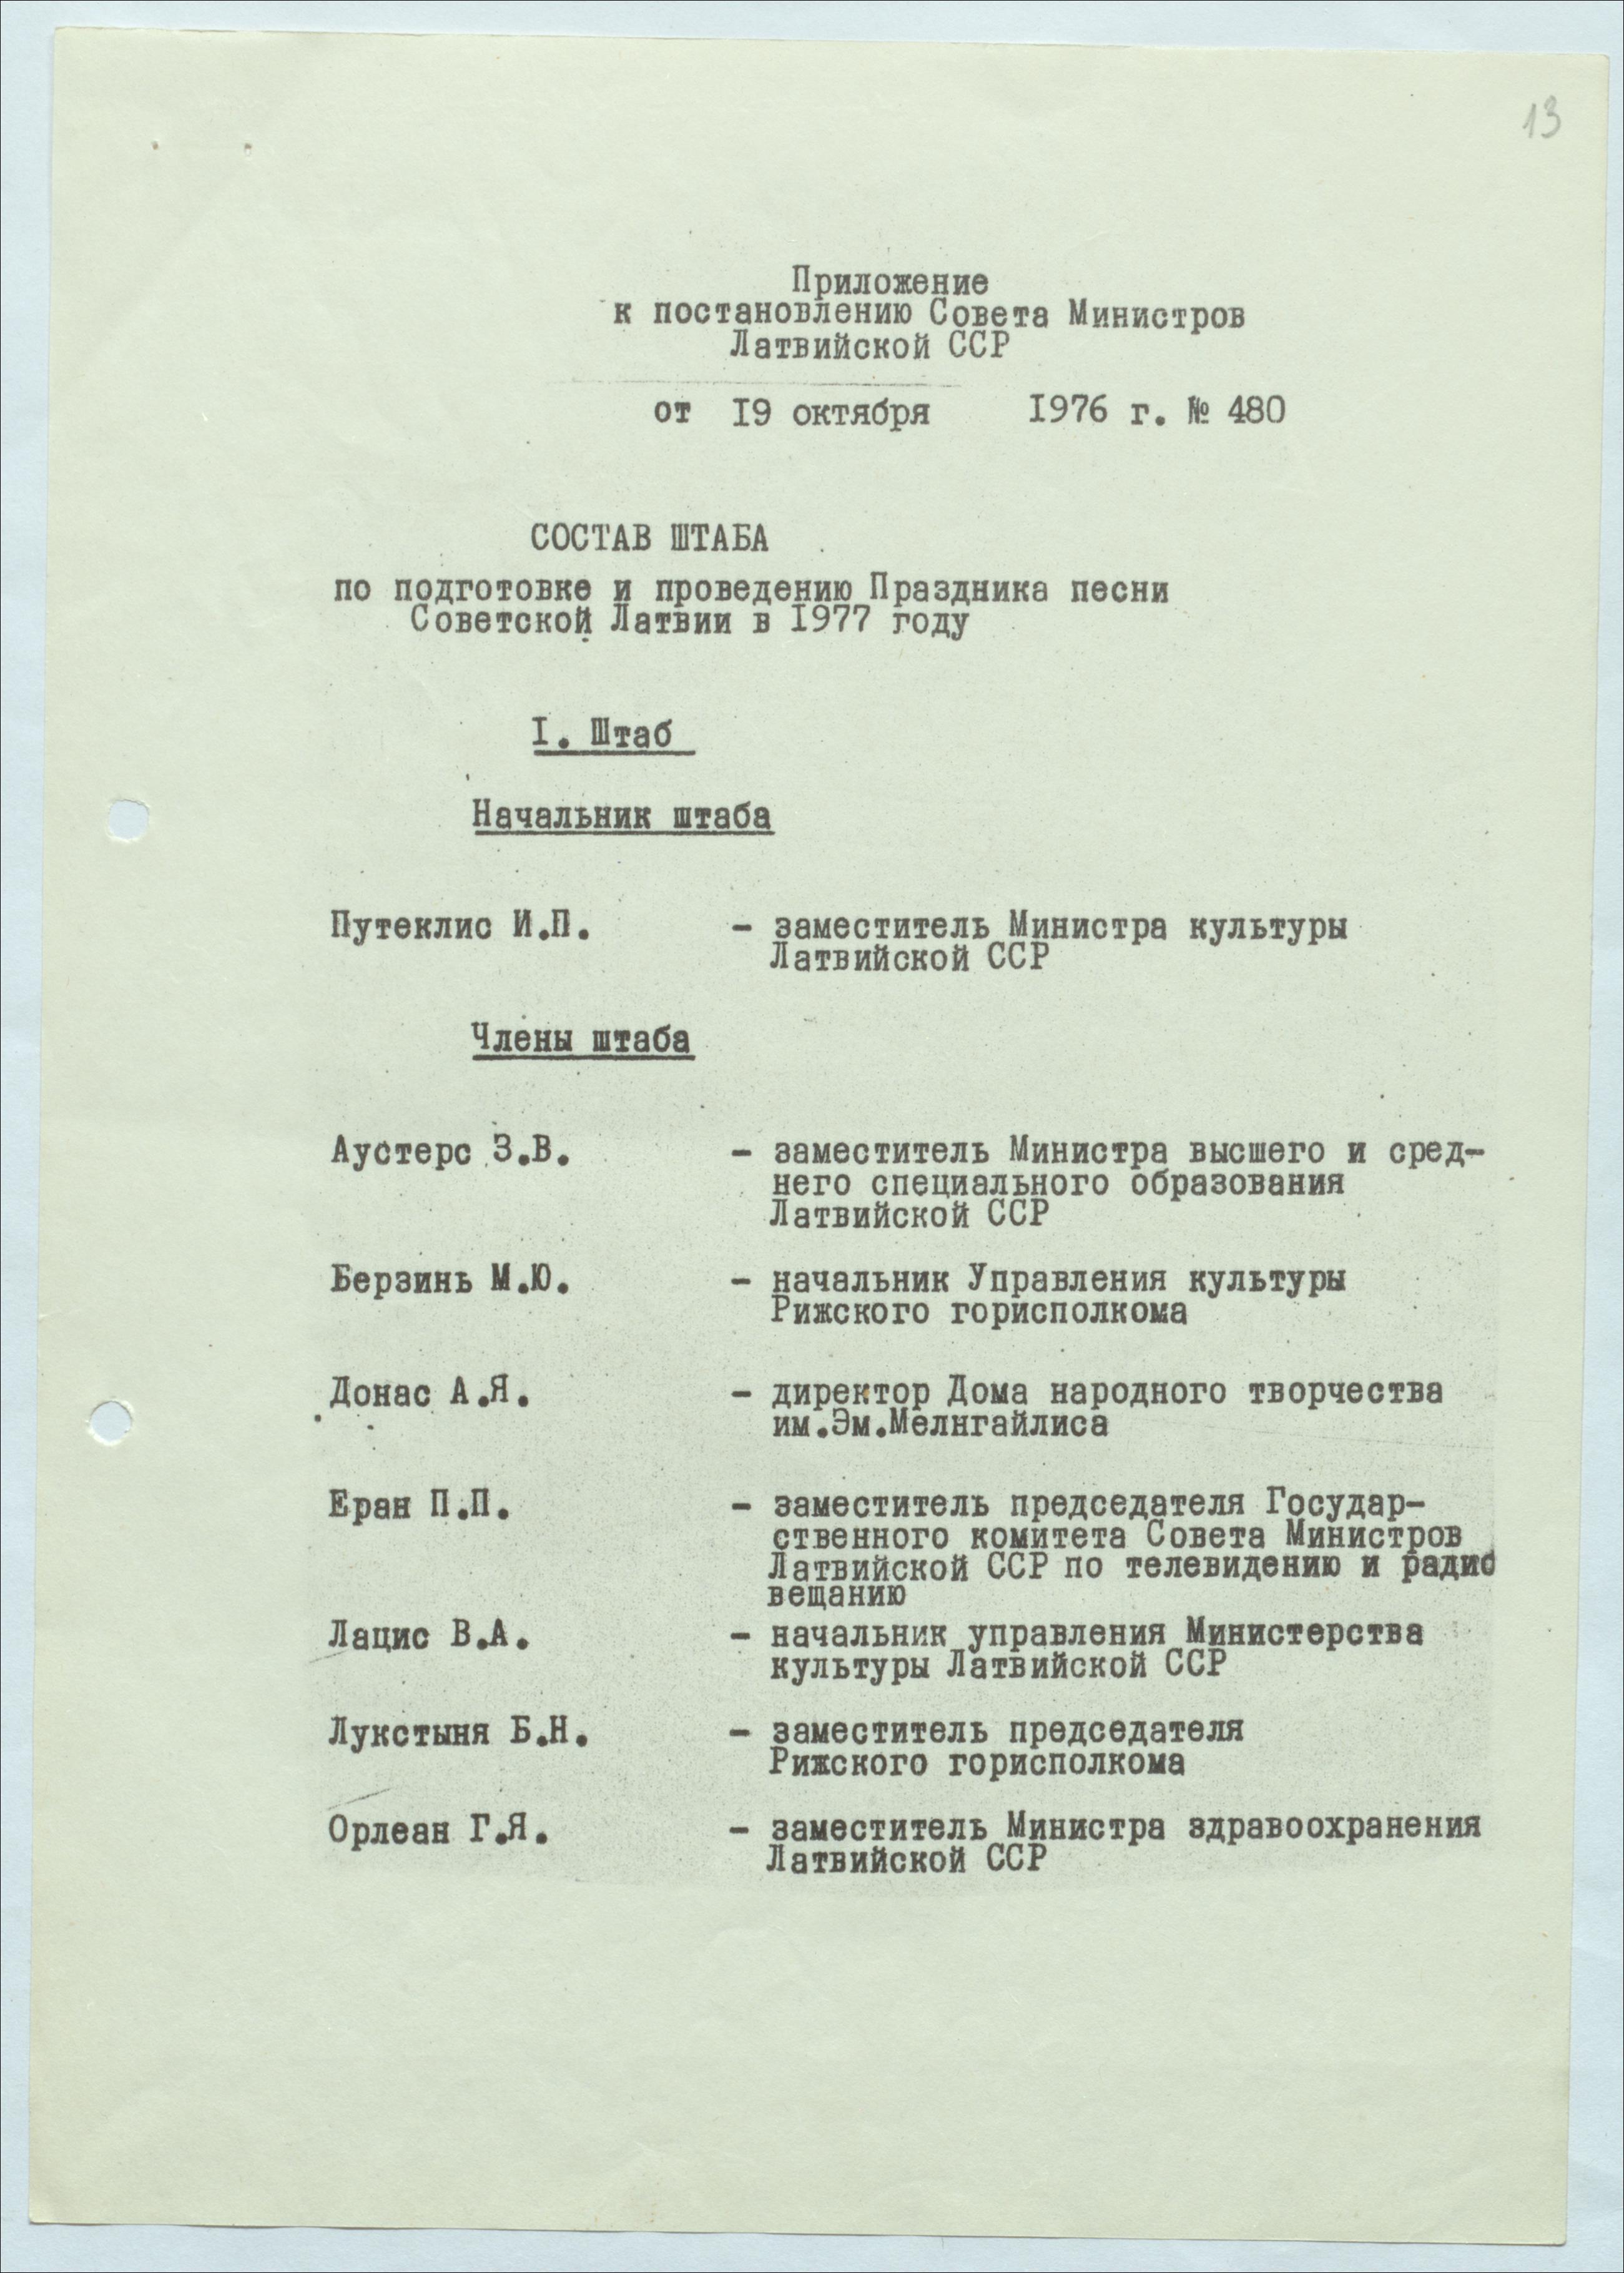 13
Приложение
к постановлению Совета Министров
Латвийской ССР
от 19 октября 1976 г. № 480
СОСТАВ ШТАБА
по подготовке и проведению Праздника песни
Советской Латвии в 1977 году
I. Штаб
Начальник штаба
Путеклис И.П. – заместитель Министра культуры
Латвийской ССР
Члены штаба
Аустерс З.В. – заместитель Министра высшего и сред-
него специального образования
Латвийской ССР
Берзинь М.Ю. – начальник Управления культуры
Рижского горисполкома
Донас А.Я. – директор Дома народного творчества
им.Эм.Мелнгайлиса
Еран П.П. – заместитель председателя Государ-
ственного комитета Совета Министров
Латвийской ССР по телевидению и радио
вещанию
Лацис В.А. – начальник управления Министерства
культуры Латвийской ССР
Лукстыня Б.Н. – заместитель председателя
Рижского горисполкома
Орлеан Г.Я. – заместитель Министра здравоохранения
Латвийской ССР